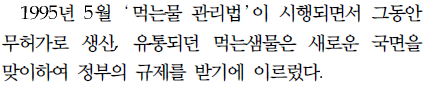 1995년 5월 ‘먹는물 관리법’이 시행되면서 그동안
무허가로 생산, 유통되던 먹는샘물은 새로운 국면을
맞이하여 정부의 규제를 받기에 이르렀다.